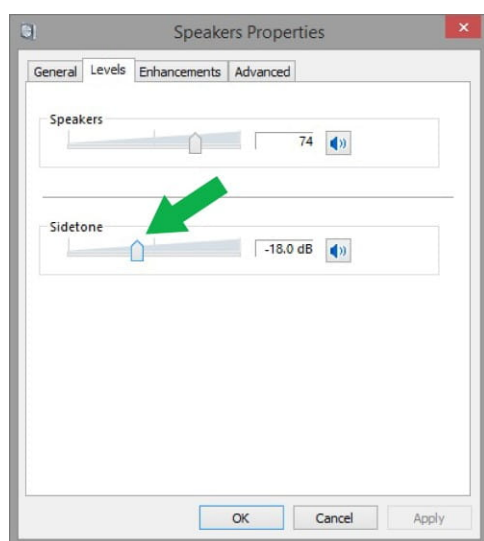 Speakers Properties
General Levels Enhancements Advanced
Speakers
74
Sidetone
-18.0 dB
OK Cancel Apply